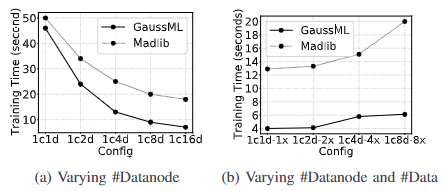 Training Time (second)
50
40
30
20
10
GaussML
Madlib
1c1d 1c2d 1c4d 1c8d 1c16d
Config
(a) Varying #Datanode
Training Time (seconds)
20
18
16
14
12
10
8
6
4
GaussML
Madlib
1c1d-1x 1c2d-2x 1c4d-4x 1c8d-8x
Config
(b) Varying #Datanode and #Data